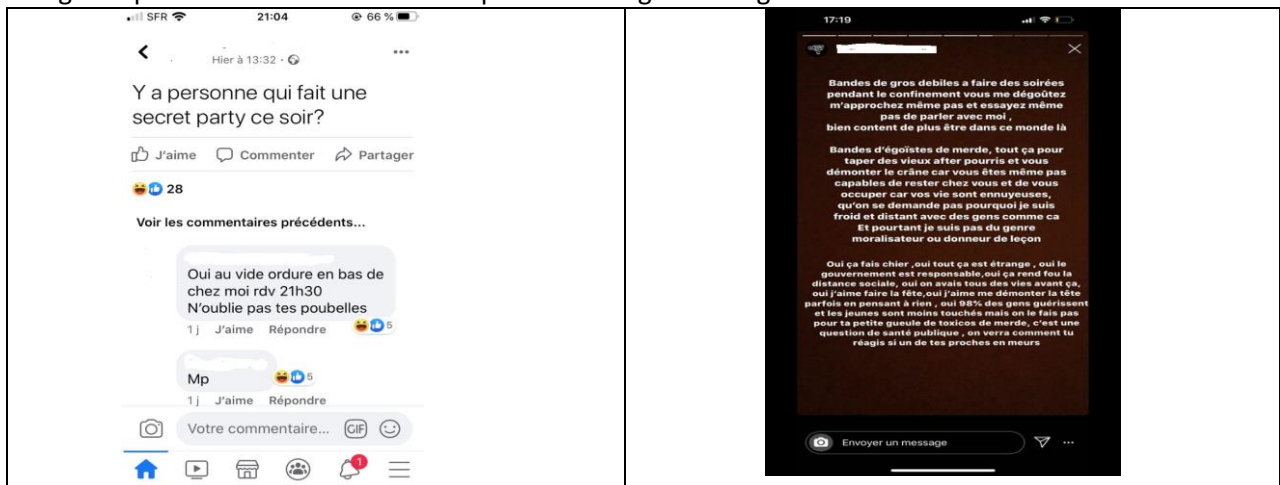 SFR 21:04 66 %
Hier à 13:32
Y a personne qui fait une
secret party ce soir?
J'aime Commenter Partager
28
Voir les commentaires précédents...
Oui au vide ordure en bas de
chez moi rdv 21h30
N'oublie pas tes poubelles
1 j J'aime Répondre 5
Mp 5
1 j J'aime Répondre
Votre commentaire... GIF
1
17:19
Bandes de gros debiles a faire des soirées
pendant le confinement vous me dégoûtez
m'approchez même pas et essayez même
pas de parler avec moi ,
bien content de plus être dans ce monde là
Bandes d'égoïstes de merde, tout ça pour
taper des vieux after pourris et vous
démonter le crâne car vous êtes même pas
capables de rester chez vous et de vous
occuper car vos vie sont ennuyeuses,
qu'on se demande pas pourquoi je suis
froid et distant avec des gens comme ca
Et pourtant je suis pas du genre
moralisateur ou donneur de leçon
Oui ça fais chier ,oui tout ça est étrange , oui le
gouvernement est responsable,oui ça rend fou la
distance sociale, oui on avais tous des vies avant ça,
oui j'aime faire la fête,oui j'aime me démonter la tête
parfois en pensant à rien , oui 98% des gens guérissent
et les jeunes sont moins touchés mais on le fais pas
pour ta petite gueule de toxicos de merde, c'est une
question de santé publique , on verra comment tu
réagis si un de tes proches en meurs
Envoyer un message